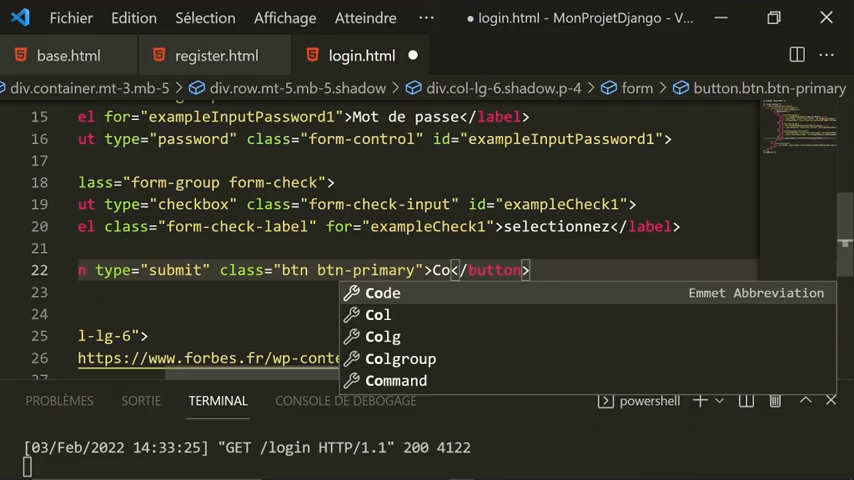 Fichier Edition Sélection Affichage Atteindre ··· ● login.html - MonProjetDjango - V...
base.html register.html login.html ●
div.container.mt-3.mb-5 > div.row.mt-5.mb-5.shadow > div.col-lg-6.shadow.p-4 > form > button.btn.btn-primary
15 el for="exampleInputPassword1">Mot de passe</label>
16 ut type="password" class="form-control" id="exampleInputPassword1">
17
18 lass="form-group form-check">
19 ut type="checkbox" class="form-check-input" id="exampleCheck1">
20 el class="form-check-label" for="exampleCheck1">selectionnez</label>
21
22 n type="submit" class="btn btn-primary">Co</button>
23
Code Emmet Abbreviation
24
Col
25 l-lg-6">
Colg
26 https://www.forbes.fr/wp-conte
Colgroup
27
Command
PROBLÈMES SORTIE TERMINAL CONSOLE DE DÉBOGAGE powershell
[03/Feb/2022 14:33:25] "GET /login HTTP/1.1" 200 4122